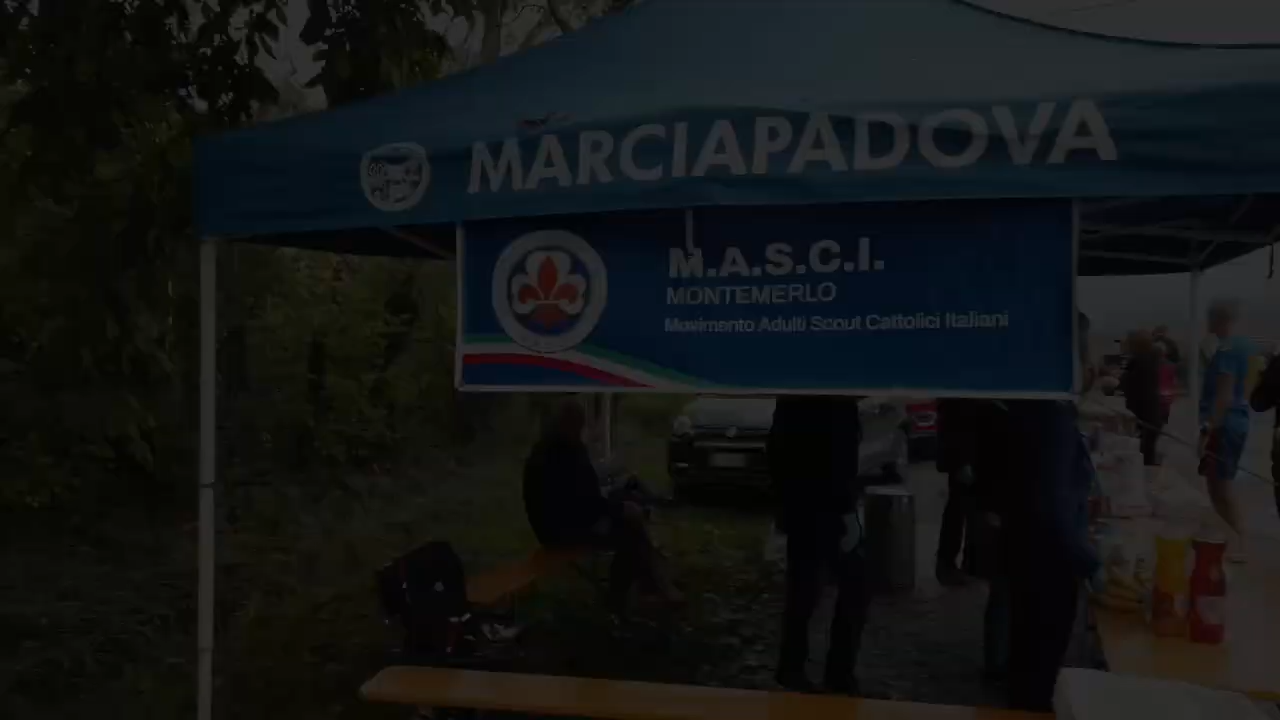 MARCIAPADOVA
M.A.S.C.I.
MONTEMERLO
Movimento Adulti Scout Cattolici Italiani